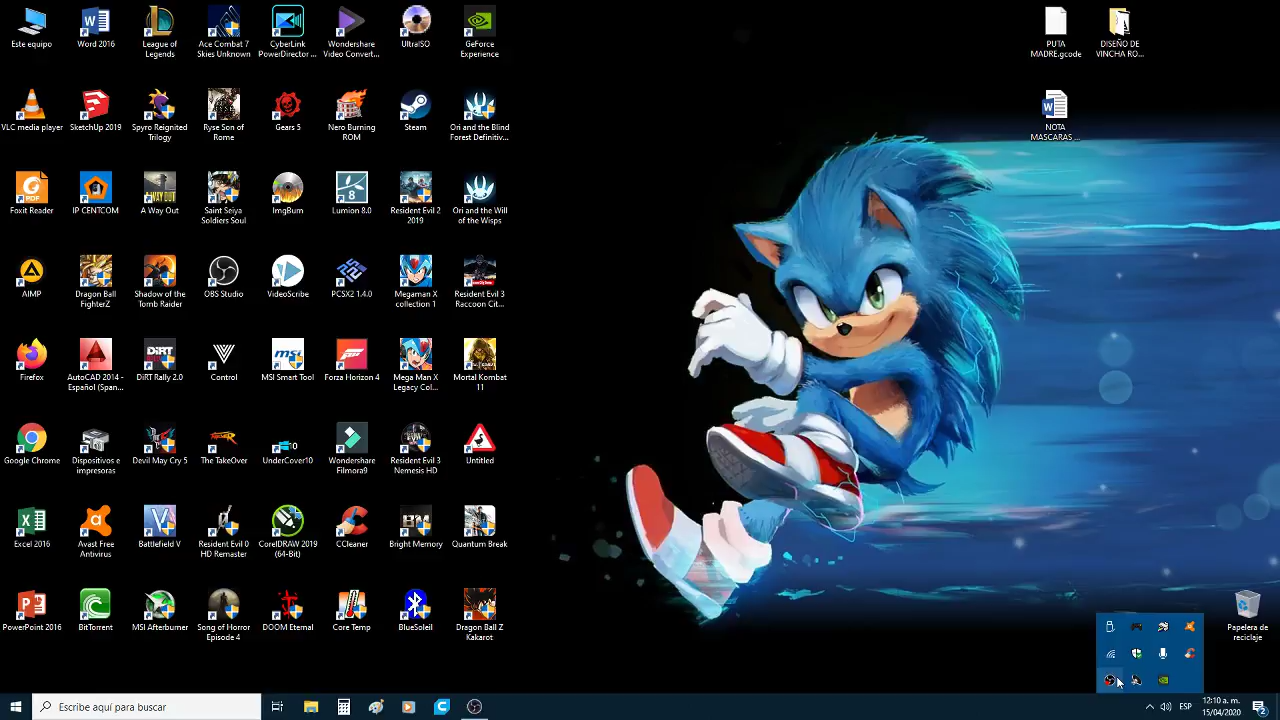 Este equipo
Word 2016
League of
Legends
Ace Combat 7
Skies Unknown
CyberLink
PowerDirector ...
Wondershare
Video Convert...
UltraISO
GeForce
Experience
PUTA
MADRE.gcode
DISEÑO DE
VINCHA RO...
VLC media player
SketchUp 2019
Spyro Reignited
Trilogy
Ryse Son of
Rome
Gears 5
Nero Burning
ROM
Steam
Ori and the Blind
Forest Definitiv...
NOTA
MASCARAS ...
PDF
Foxit Reader
IP CENTCOM
A Way Out
Saint Seiya
Soldiers Soul
ImgBurn
8
Lumion 8.0
Resident Evil 2
2019
Ori and the Will
of the Wisps
AIMP
Dragon Ball
FighterZ
Shadow of the
Tomb Raider
OBS Studio
VideoScribe
PCSX2 1.4.0
Megaman X
collection 1
Resident Evil 3
Raccoon Cit...
Firefox
AutoCAD 2014 -
Español (Span...
DiRT
DiRT Rally 2.0
Control
msi
MSI Smart Tool
Forza Horizon 4
Mega Man X
Legacy Col...
Mortal Kombat
11
Google Chrome
Dispositivos e
impresoras
Devil May Cry 5
The TakeOver
UnderCover10
Wondershare
Filmora9
Resident Evil 3
Nemesis HD
Untitled
Excel 2016
Avast Free
Antivirus
Battlefield V
Resident Evil 0
HD Remaster
CorelDRAW 2019
(64-Bit)
CCleaner
Bright Memory
Quantum Break
PowerPoint 2016
BitTorrent
MSI Afterburner
Song of Horror
Episode 4
DOOM Eternal
Core Temp
BlueSoleil
Dragon Ball Z
Kakarot
Papelera de
reciclaje
Escribe aquí para buscar
ESP
12:10 a. m.
15/04/2020
2